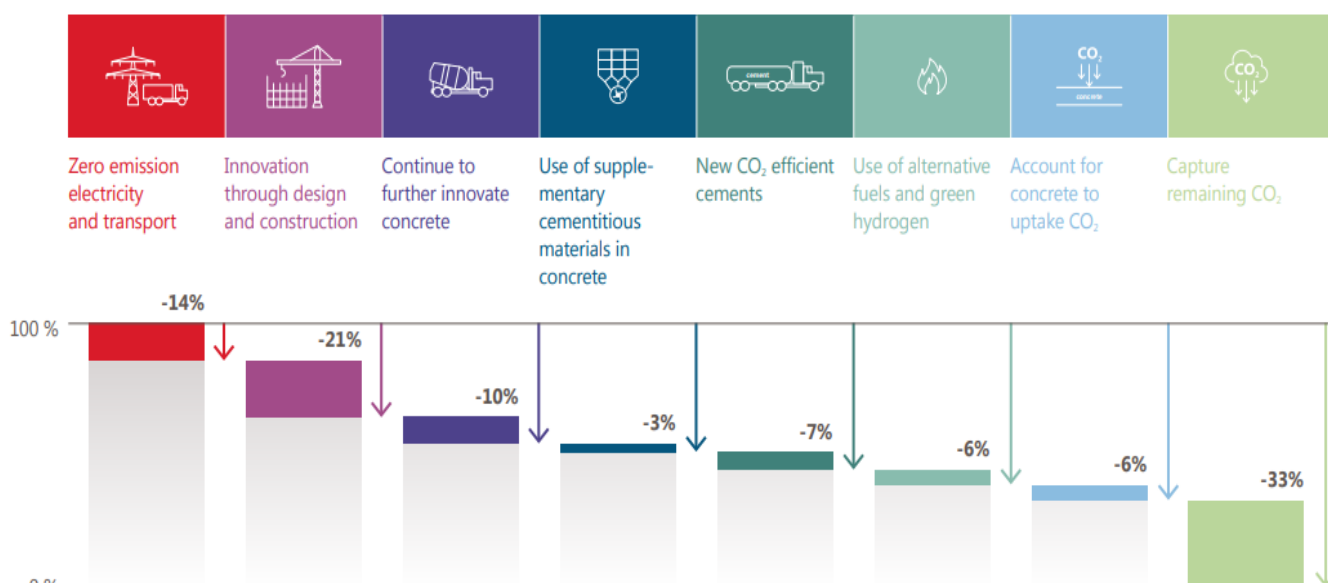 cement
CO₂
concrete
CO₂
Zero emission
electricity
and transport
Innovation
through design
and construction
Continue to
further innovate
concrete
Use of supple-
mentary
cementitious
materials in
concrete
New CO₂ efficient
cements
Use of alternative
fuels and green
hydrogen
Account for
concrete to
uptake CO₂
Capture
remaining CO₂
100 %
-14%
-21%
-10%
-3%
-7%
-6%
-6%
-33%